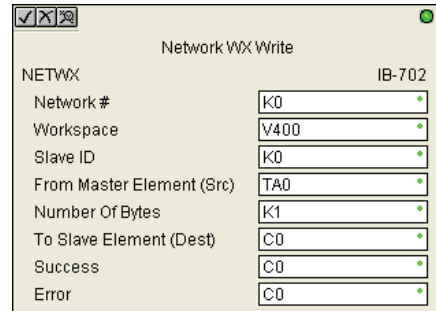 Network WX Write
NETWX IB-702
Network # K0
Workspace V400
Slave ID K0
From Master Element (Src) TA0
Number Of Bytes K1
To Slave Element (Dest) C0
Success C0
Error C0